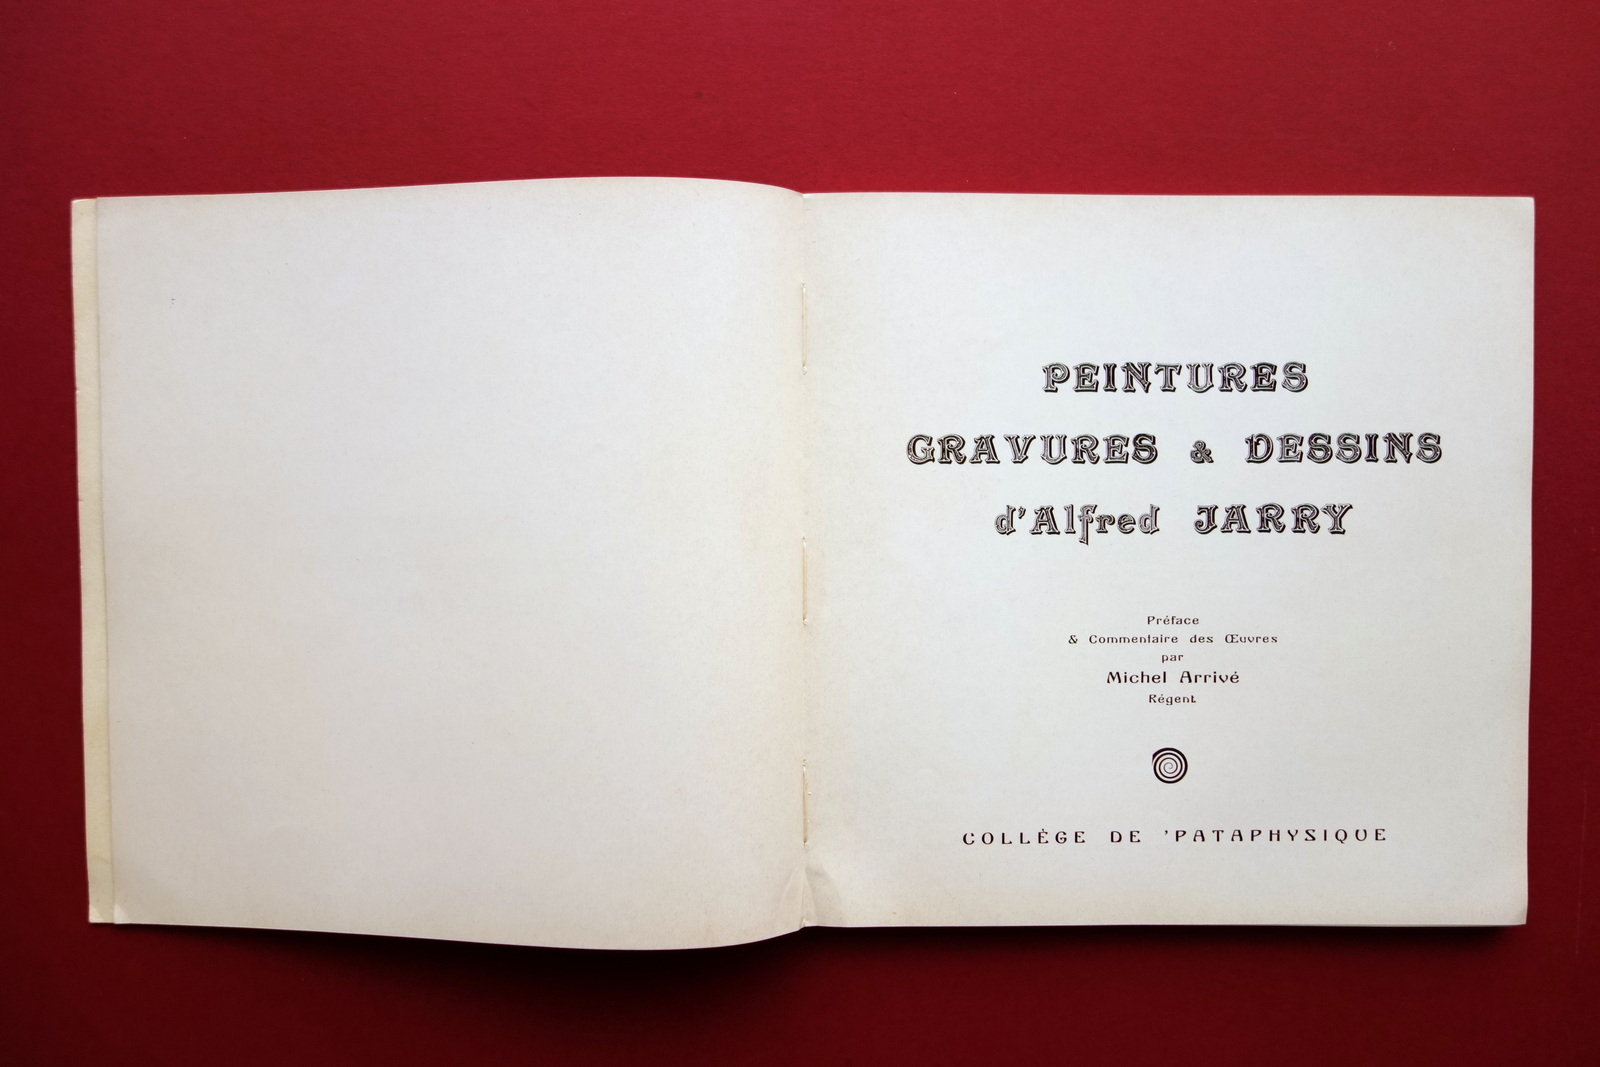 PEINTURES
GRAVURES & DESSINS
d'Alfred JARRY
Préface
& Commentaire des Œuvres
par
Michel Arrivé
Régent
COLLÈGE DE 'PATAPHYSIQUE